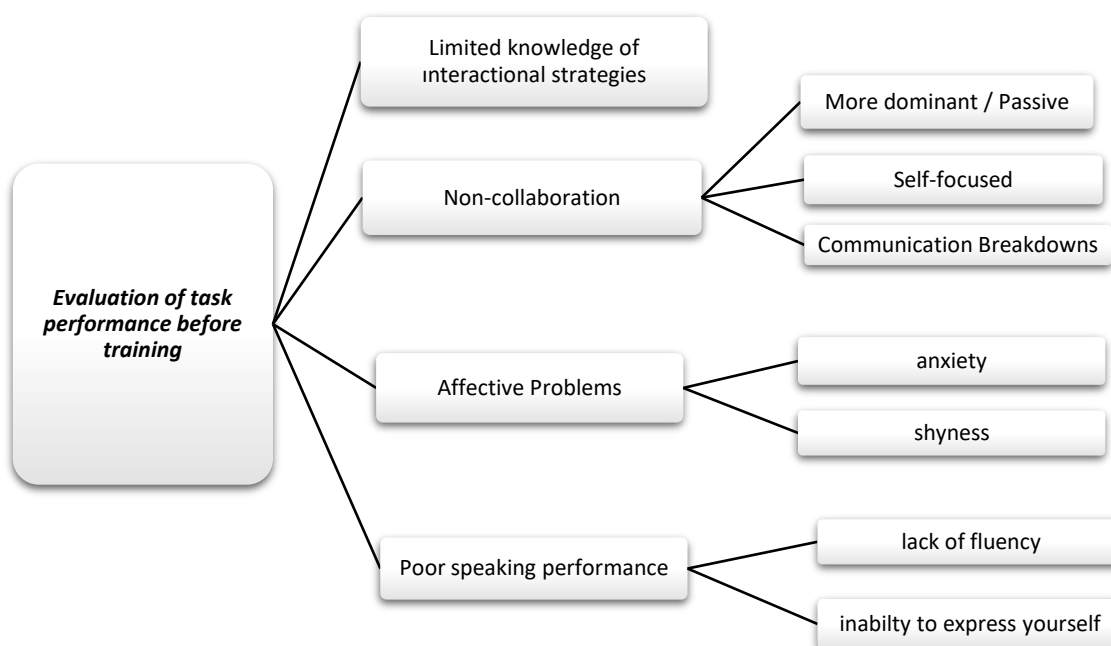 Limited knowledge of
ınteractional strategies
More dominant / Passive
Self-focused
Non-collaboration
Communication Breakdowns
Evaluation of task
performance before
training
anxiety
Affective Problems
shyness
lack of fluency
Poor speaking performance
inabilty to express yourself